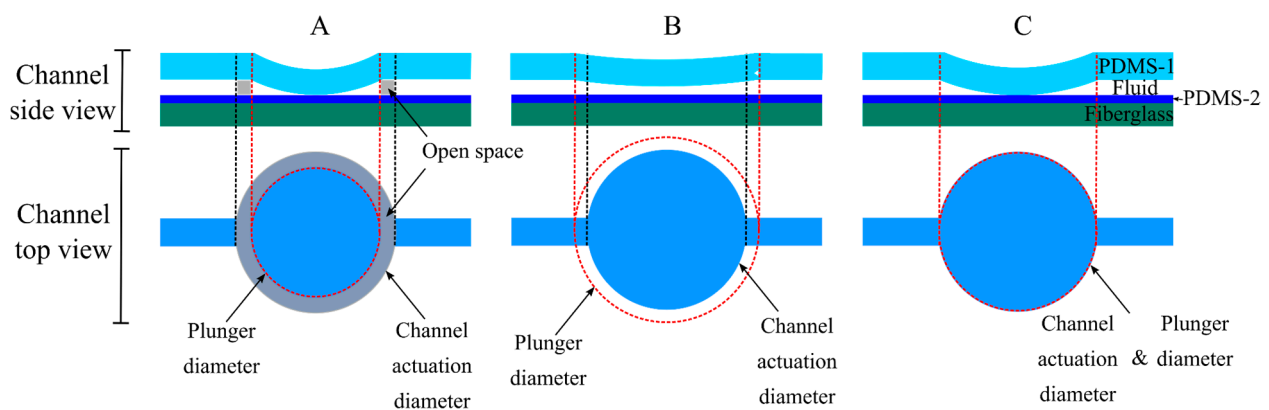 A
B
C
Channel
side view
PDMS-1
Fluid
Fiberglass
PDMS-2
Open space
Channel
top view
Plunger
diameter
Channel
actuation
diameter
Plunger
diameter
Channel
actuation
diameter
Channel
actuation
diameter
&
Plunger
diameter